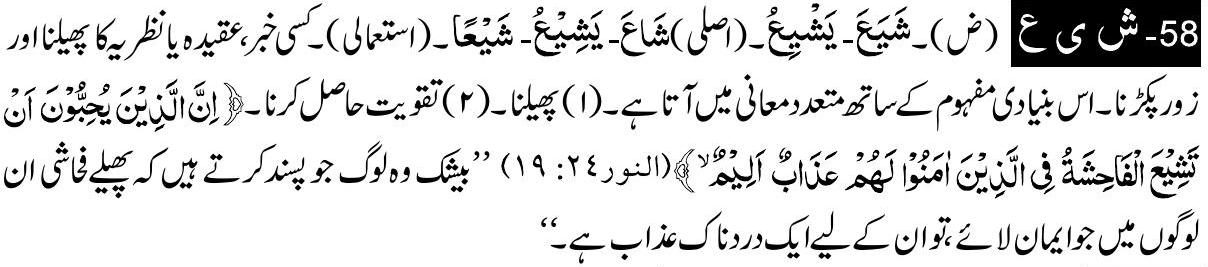 58- ش ی ع (ض)۔ شَیَعَ۔ یَشْیِعُ۔ (اصلی) شَاعَ۔ یَشِیْعُ۔ شَیْعًا۔ (استعمالی)۔ کسی خبر، عقیدہ یا نظریہ کا پھیلنا اور
زور پکڑنا۔ اس بنیادی مفہوم کے ساتھ متعدد معانی میں آتا ہے۔ (۱) پھیلنا۔ (۲) تقویت حاصل کرنا۔ ﴿اِنَّ الَّذِیْنَ یُحِبُّوْنَ اَنْ
تَشِیْعَ الْفَاحِشَۃُ فِی الَّذِیْنَ اٰمَنُوْا لَھُمْ عَذَابٌ اَلِیْمٌ ۙ﴾ (النور ۲۴: ۱۹) ’’بیشک وہ لوگ جو پسند کرتے ہیں کہ پھیلے فحاشی ان
لوگوں میں جو ایمان لائے، تو ان کے لیے ایک دردناک عذاب ہے۔‘‘